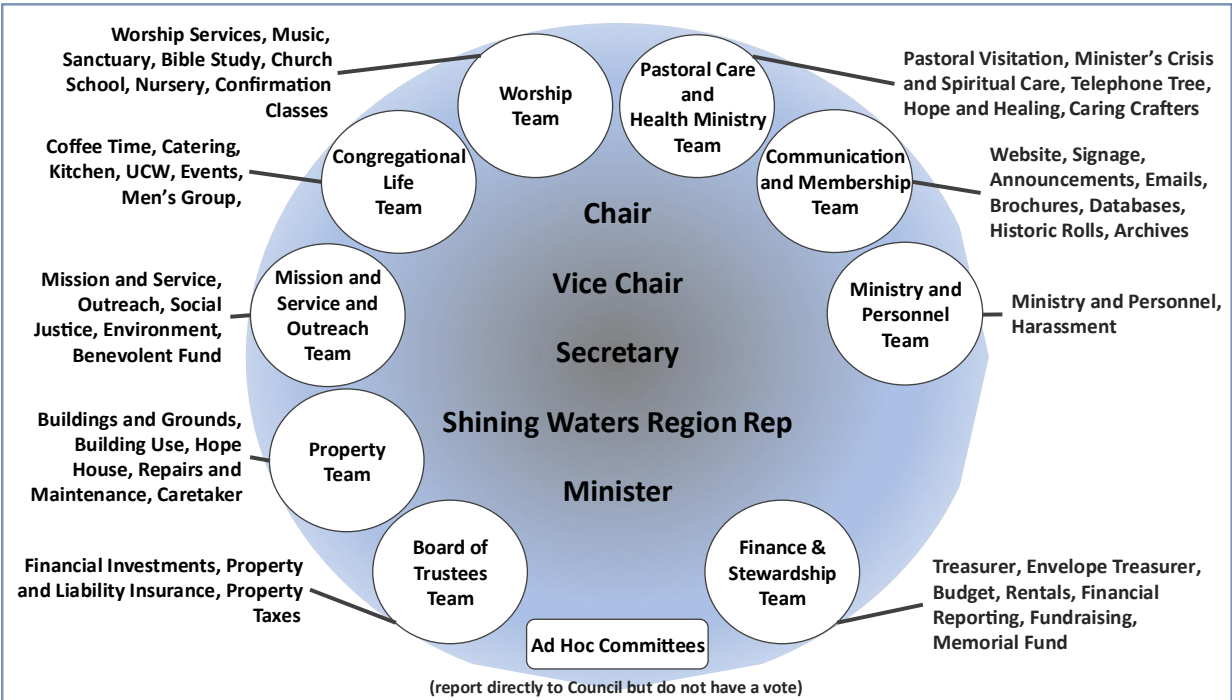 Worship Services, Music,
Sanctuary, Bible Study, Church
School, Nursery, Confirmation
Classes
Worship
Team
Pastoral Care
and
Health Ministry
Team
Pastoral Visitation, Minister's Crisis
and Spiritual Care, Telephone Tree,
Hope and Healing, Caring Crafters
Coffee Time, Catering,
Kitchen, UCW, Events,
Men's Group,
Congregational
Life
Team
Communication
and Membership
Team
Website, Signage,
Announcements, Emails,
Brochures, Databases,
Historic Rolls, Archives
Chair
Vice Chair
Secretary
Shining Waters Region Rep
Minister
Mission and Service,
Outreach, Social
Justice, Environment,
Benevolent Fund
Mission and
Service and
Outreach
Team
Ministry and
Personnel
Team
Ministry and Personnel,
Harassment
Buildings and Grounds,
Building Use, Hope
House, Repairs and
Maintenance, Caretaker
Property
Team
Financial Investments, Property
and Liability Insurance, Property
Taxes
Board of
Trustees
Team
Finance &
Stewardship
Team
Treasurer, Envelope Treasurer,
Budget, Rentals, Financial
Reporting, Fundraising,
Memorial Fund
Ad Hoc Committees
(report directly to Council but do not have a vote)